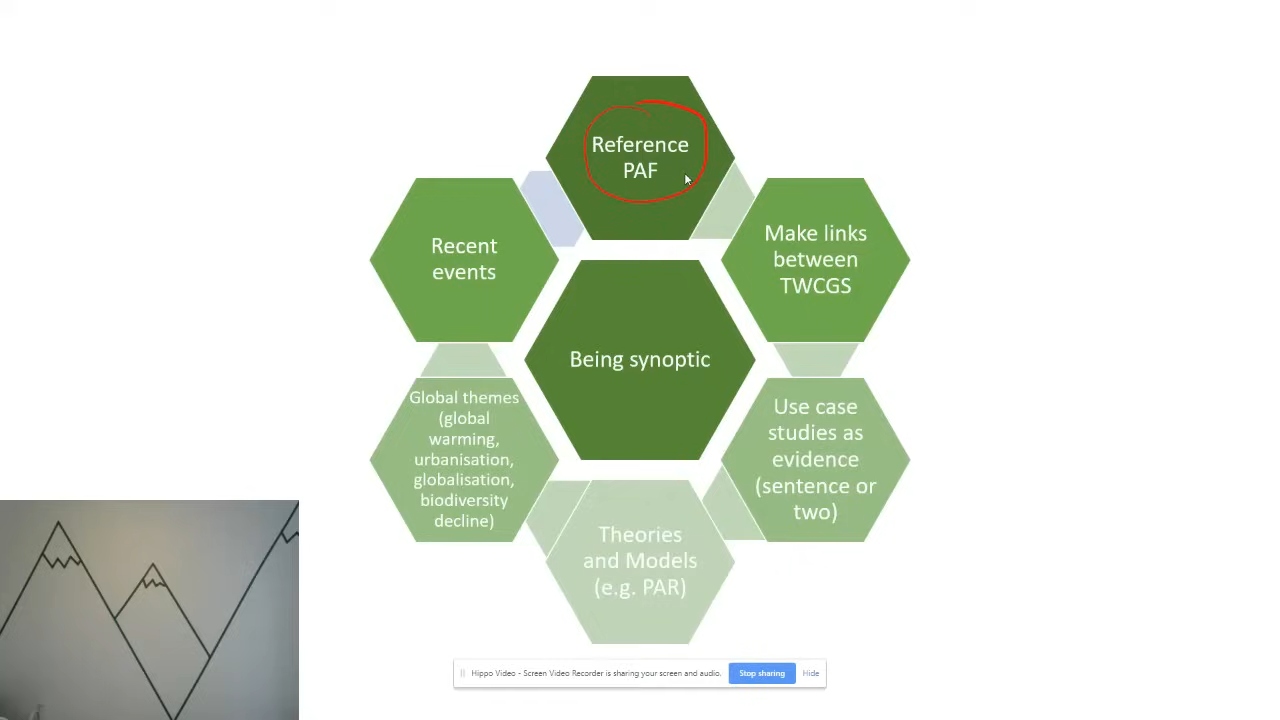 Reference
PAF
Make links
between
TWCGS
Use case
studies as
evidence
(sentence or
two)
Theories
and Models
(e.g. PAR)
Global themes
(global
warming,
urbanisation,
globalisation,
biodiversity
decline)
Recent
events
Being synoptic
Hippo Video - Screen Video Recorder is sharing your screen and audio.
Stop sharing
Hide